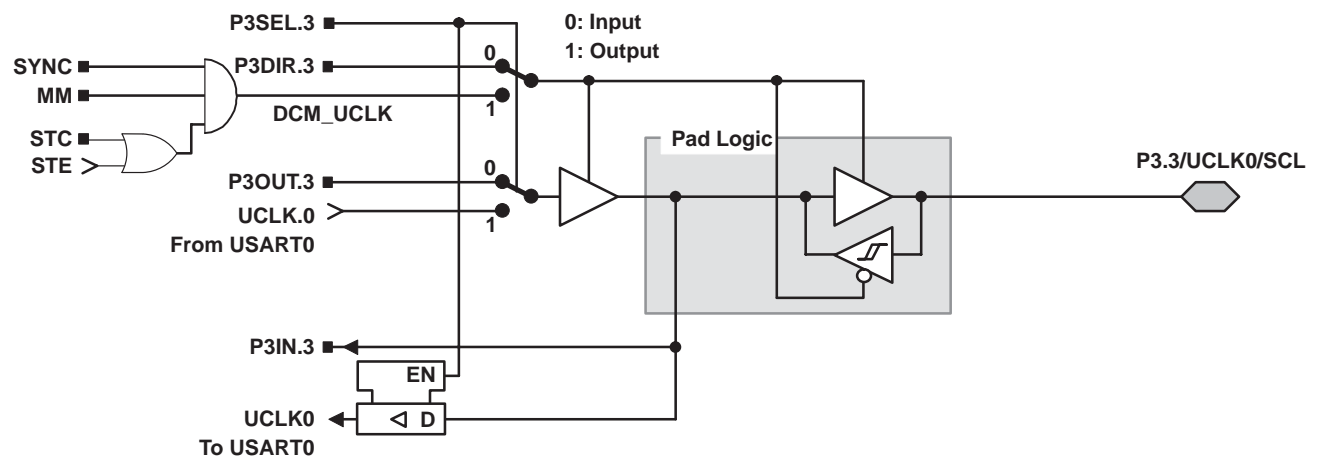 P3SEL.3
0: Input
1: Output
SYNC
P3DIR.3
0
MM
DCM_UCLK
1
STC
STE
Pad Logic
P3.3/UCLK0/SCL
P3OUT.3
0
UCLK.0
1
From USART0
P3IN.3
EN
UCLK0
D
To USART0